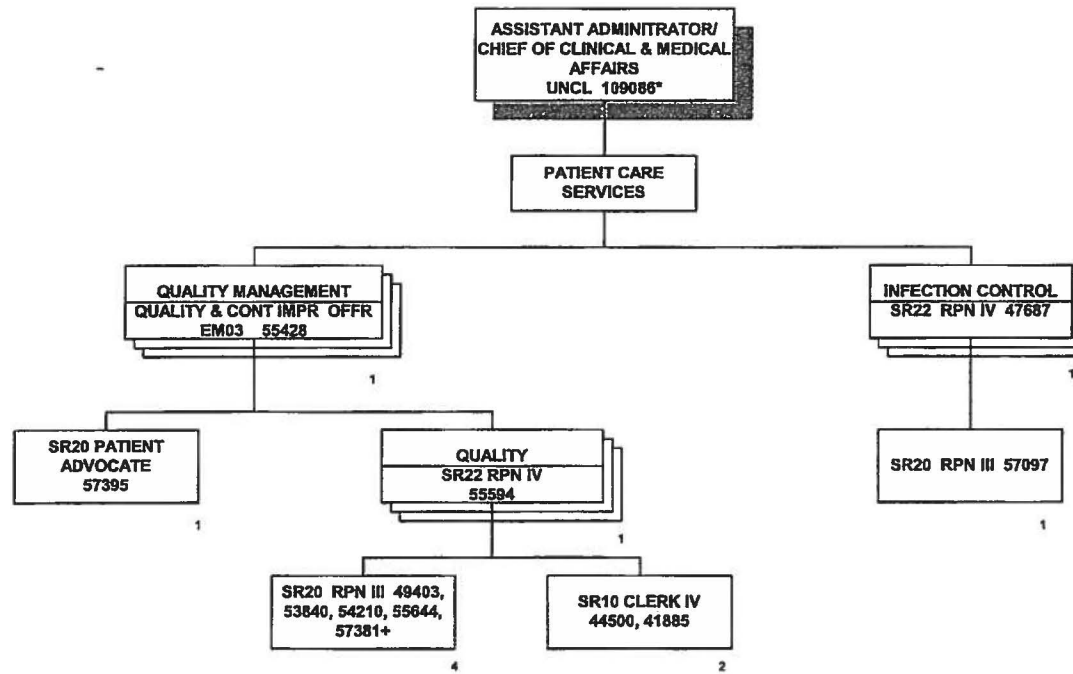 ASSISTANT ADMINITRATOR/
CHIEF OF CLINICAL & MEDICAL
AFFAIRS
UNCL 109086*
PATIENT CARE
SERVICES
QUALITY MANAGEMENT
QUALITY & CONT IMPR OFFR
EM03 55428
1
INFECTION CONTROL
SR22 RPN IV 47687
1
SR20 PATIENT
ADVOCATE
57395
1
QUALITY
SR22 RPN IV
55594
1
SR20 RPN III 57097
1
SR20 RPN III 49403,
53840, 54210, 55644,
57381+
4
SR10 CLERK IV
44500, 41885
2